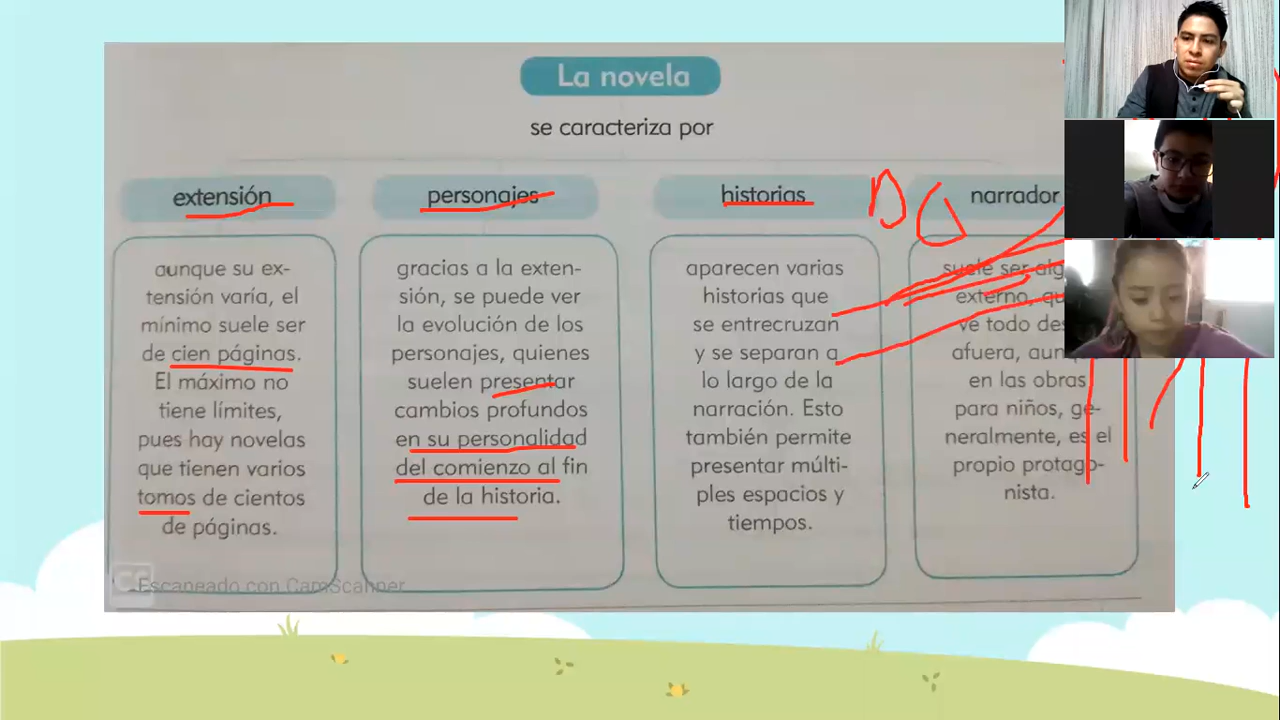 La novela
se caracteriza por
extensión
aunque su ex-
tensión varía, el
mínimo suele ser
de cien páginas.
El máximo no
tiene límites,
pues hay novelas
que tienen varios
tomos de cientos
de páginas.
personajes
gracias a la exten-
sión, se puede ver
la evolución de los
personajes, quienes
suelen presentar
cambios profundos
en su personalidad
del comienzo al fin
de la historia.
historias
aparecen varias
historias que
se entrecruzan
y se separan a
lo largo de la
narración. Esto
también permite
presentar múlti-
ples espacios y
tiempos.
narrador
suele ser
externo,
ve todo
afuera,
en las obras
para niños, ge-
neralmente, es el
propio protago-
nista.
CS
Escaneado con CamScanner